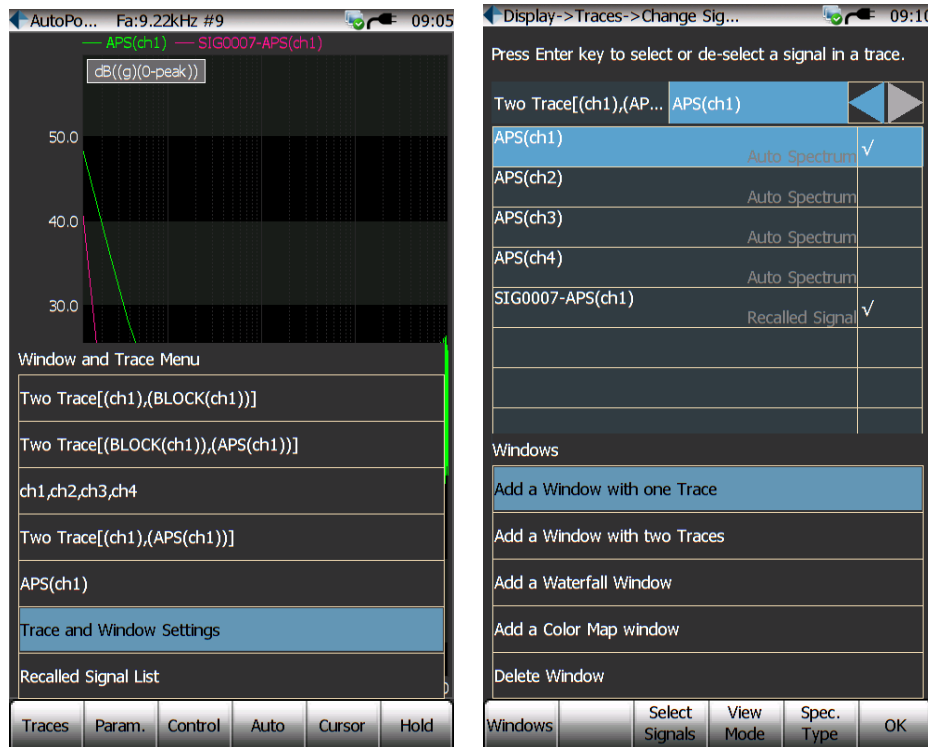 AutoPo... Fa:9.22kHz #9 09:05
APS(ch1) SIG0007-APS(ch1)
dB((g)(0-peak))
50.0
40.0
30.0
Window and Trace Menu
Two Trace[(ch1),(BLOCK(ch1))]
Two Trace[(BLOCK(ch1)),(APS(ch1))]
ch1,ch2,ch3,ch4
Two Trace[(ch1),(APS(ch1))]
APS(ch1)
Trace and Window Settings
Recalled Signal List
Traces Param. Control Auto Cursor Hold
Display->Traces->Change Sig... 09:10
Press Enter key to select or de-select a signal in a trace.
Two Trace[(ch1),(AP... APS(ch1)
APS(ch1)
Auto Spectrum √
APS(ch2)
Auto Spectrum
APS(ch3)
Auto Spectrum
APS(ch4)
Auto Spectrum
SIG0007-APS(ch1)
Recalled Signal √
Windows
Add a Window with one Trace
Add a Window with two Traces
Add a Waterfall Window
Add a Color Map window
Delete Window
Windows Select Signals View Mode Spec. Type OK